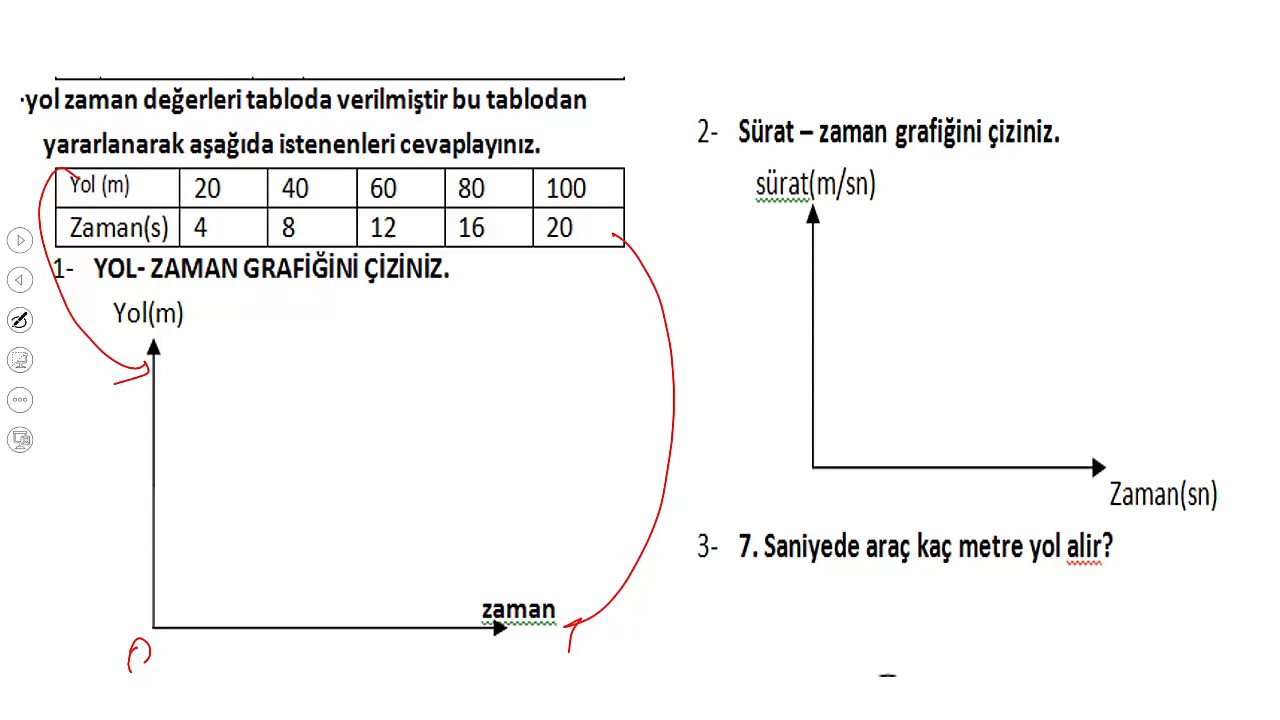 ·yol zaman değerleri tabloda verilmiştir bu tablodan
yararlanarak aşağıda istenenleri cevaplayınız.
Yol (m) 20 40 60 80 100
Zaman(s) 4 8 12 16 20
1- YOL- ZAMAN GRAFİĞİNİ ÇİZİNİZ.
Yol(m)
zaman
2- Sürat – zaman grafiğini çiziniz.
sürat(m/sn)
Zaman(sn)
3- 7. Saniyede araç kaç metre yol alir?